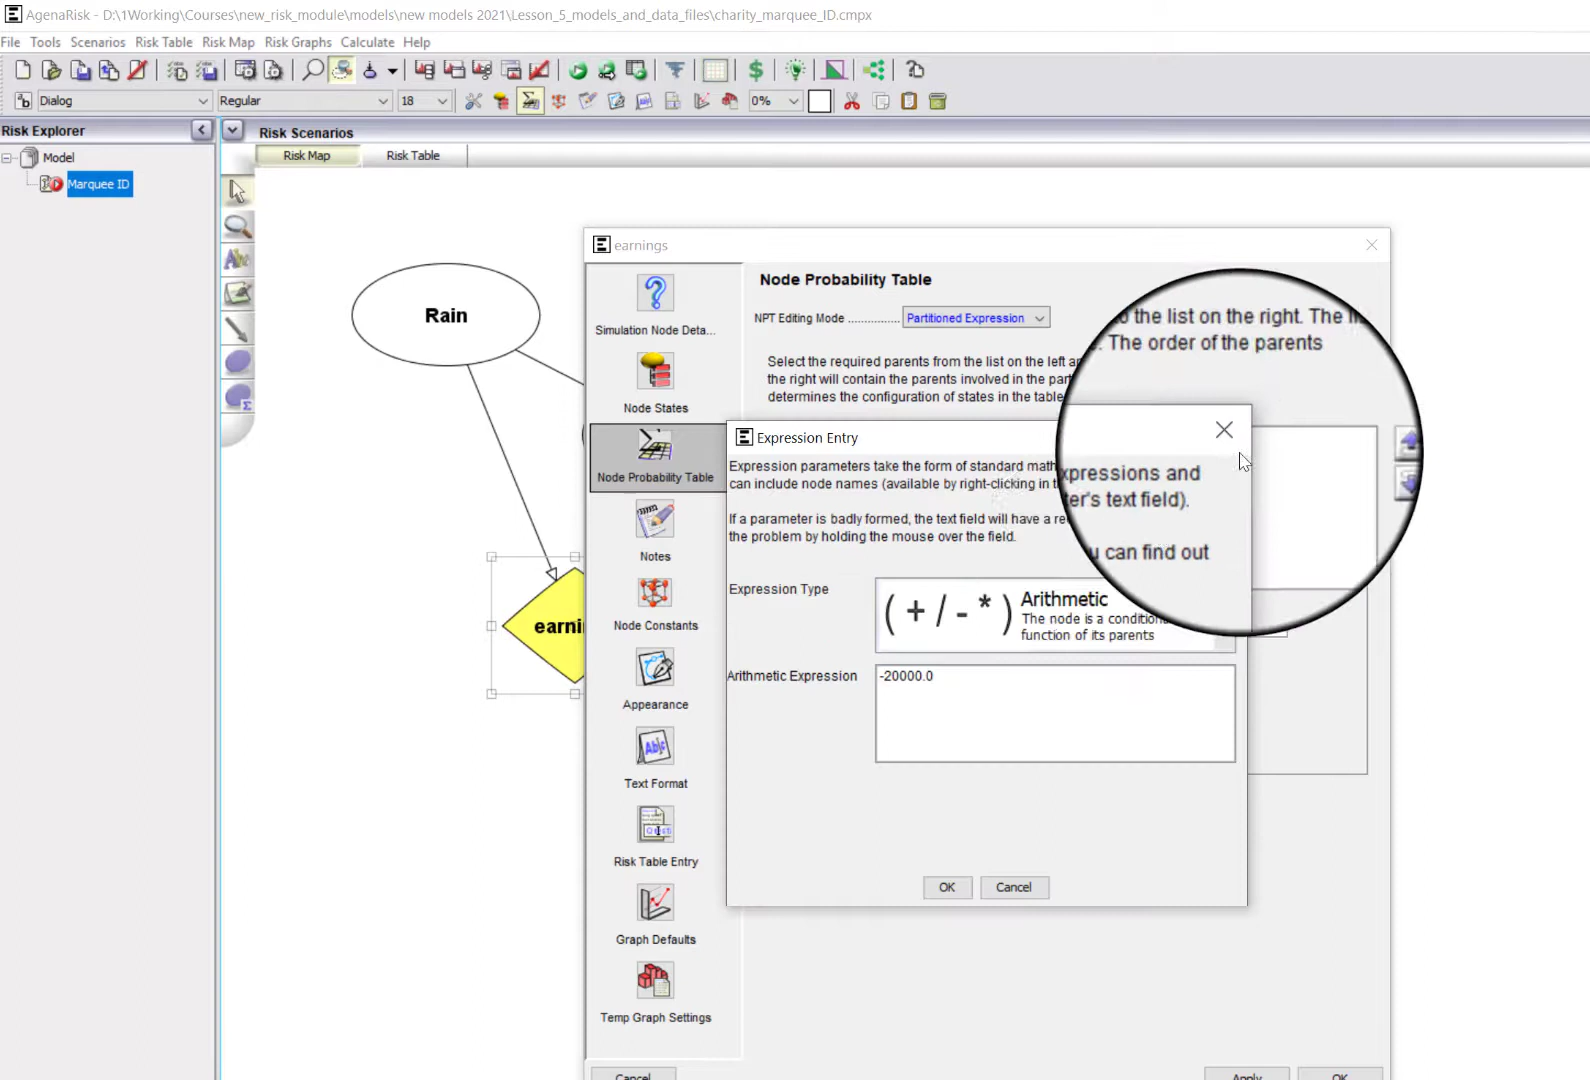 AgenaRisk - D:\1Working\Courses\new_risk_module\models\new models 2021\Lesson_5_models_and_data_files\charity_marquee_ID.cmpx
File Tools Scenarios Risk Table Risk Map Risk Graphs Calculate Help
Dialog Regular 18 0%
Risk Explorer
Risk Scenarios
Model
Risk Map Risk Table
Marquee ID
Rain
earnings
Simulation Node Deta...
Node States
Node Probability Table
Notes
Node Constants
Appearance
Text Format
Risk Table Entry
Graph Defaults
Temp Graph Settings
Node Probability Table
NPT Editing Mode ............... Partitioned Expression
Select the required parents from the list on the left
the right will contain the parents involved in the
determines the configuration of states in the table
to the list on the right. The
The order of the parents
Expression Entry
Expression parameters take the form of standard
can include node names (available by right-clicking in
xpressions and
ter's text field).
If a parameter is badly formed, the text field will have a
the problem by holding the mouse over the field.
can find out
Expression Type
( + / - * ) Arithmetic
The node is a
function of its parents
Arithmetic Expression
-20000.0
OK Cancel
Cancel Apply OK